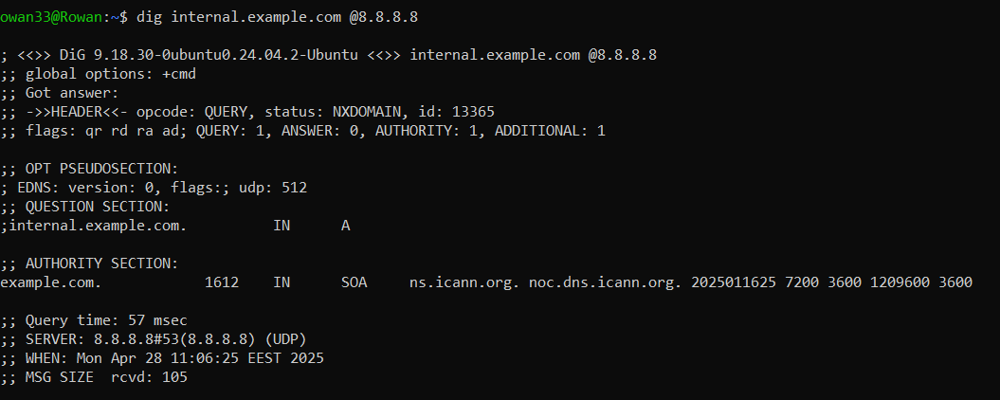 owan33@Rowan:~$ dig internal.example.com @8.8.8.8
; <<>> DiG 9.18.30-0ubuntu0.24.04.2-Ubuntu <<>> internal.example.com @8.8.8.8
;; global options: +cmd
;; Got answer:
;; ->>HEADER<<- opcode: QUERY, status: NXDOMAIN, id: 13365
;; flags: qr rd ra ad; QUERY: 1, ANSWER: 0, AUTHORITY: 1, ADDITIONAL: 1
;; OPT PSEUDOSECTION:
; EDNS: version: 0, flags:; udp: 512
;; QUESTION SECTION:
;internal.example.com. IN A
;; AUTHORITY SECTION:
example.com. 1612 IN SOA ns.icann.org. noc.dns.icann.org. 2025011625 7200 3600 1209600 3600
;; Query time: 57 msec
;; SERVER: 8.8.8.8#53(8.8.8.8) (UDP)
;; WHEN: Mon Apr 28 11:06:25 EEST 2025
;; MSG SIZE rcvd: 105